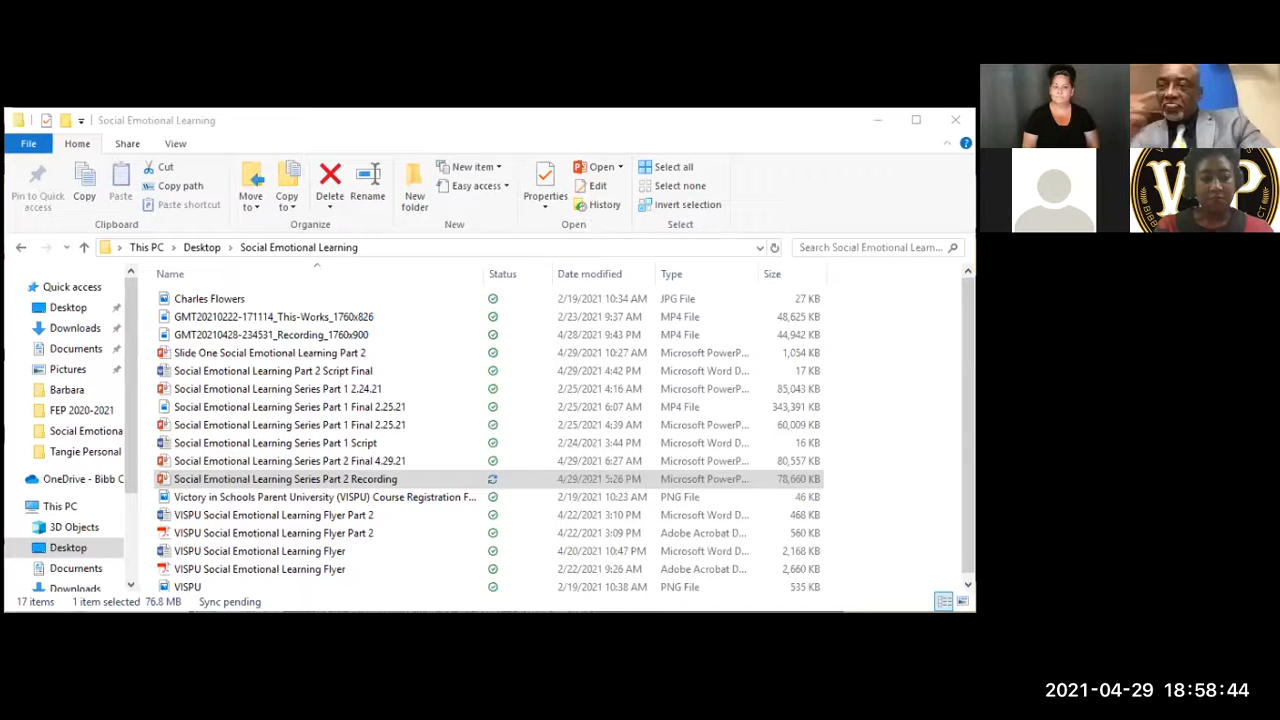 Social Emotional Learning
File Home Share View
Pin to Quick access
Copy
Paste
Cut
Copy path
Paste shortcut
Clipboard
Move to
Copy to
Delete
Rename
Organize
New folder
New item
Easy access
New
Properties
Open
Edit
History
Open
Select all
Select none
Invert selection
Select
This PC Desktop Social Emotional Learning
Search Social Emotional Learn...
Quick access
Desktop
Downloads
Documents
Pictures
Barbara
FEP 2020-2021
Social Emotiona
Tangie Personal
OneDrive - Bibb C
This PC
3D Objects
Desktop
Documents
Downloads
Name Status Date modified Type Size
Charles Flowers 2/19/2021 10:34 AM JPG File 27 KB
GMT20210222-171114_This-Works_1760x826 2/23/2021 9:37 AM MP4 File 48,625 KB
GMT20210428-234531_Recording_1760x900 4/28/2021 9:43 PM MP4 File 44,942 KB
Slide One Social Emotional Learning Part 2 4/29/2021 10:27 AM Microsoft PowerP... 1,054 KB
Social Emotional Learning Part 2 Script Final 4/29/2021 4:42 PM Microsoft Word D... 17 KB
Social Emotional Learning Series Part 1 2.24.21 2/25/2021 4:16 AM Microsoft PowerP... 85,043 KB
Social Emotional Learning Series Part 1 Final 2.25.21 2/25/2021 6:07 AM MP4 File 343,391 KB
Social Emotional Learning Series Part 1 Final 2.25.21 2/25/2021 4:39 AM Microsoft PowerP... 60,009 KB
Social Emotional Learning Series Part 1 Script 2/24/2021 3:44 PM Microsoft Word D... 16 KB
Social Emotional Learning Series Part 2 Final 4.29.21 4/29/2021 6:27 AM Microsoft PowerP... 80,557 KB
Social Emotional Learning Series Part 2 Recording 4/29/2021 5:26 PM Microsoft PowerP... 78,660 KB
Victory in Schools Parent University (VISPU) Course Registration F... 2/19/2021 10:23 AM PNG File 46 KB
VISPU Social Emotional Learning Flyer Part 2 4/22/2021 3:10 PM Microsoft Word D... 468 KB
VISPU Social Emotional Learning Flyer Part 2 4/22/2021 3:09 PM Adobe Acrobat D... 560 KB
VISPU Social Emotional Learning Flyer 4/20/2021 10:47 PM Microsoft Word D... 2,168 KB
VISPU Social Emotional Learning Flyer 2/22/2021 9:26 AM Adobe Acrobat D... 2,660 KB
VISPU 2/19/2021 10:38 AM PNG File 535 KB
17 items 1 item selected 76.8 MB Sync pending
2021-04-29 18:58:44